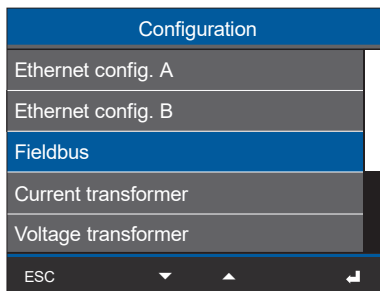 Configuration
Ethernet config. A
Ethernet config. B
Fieldbus
Current transformer
Voltage transformer
ESC